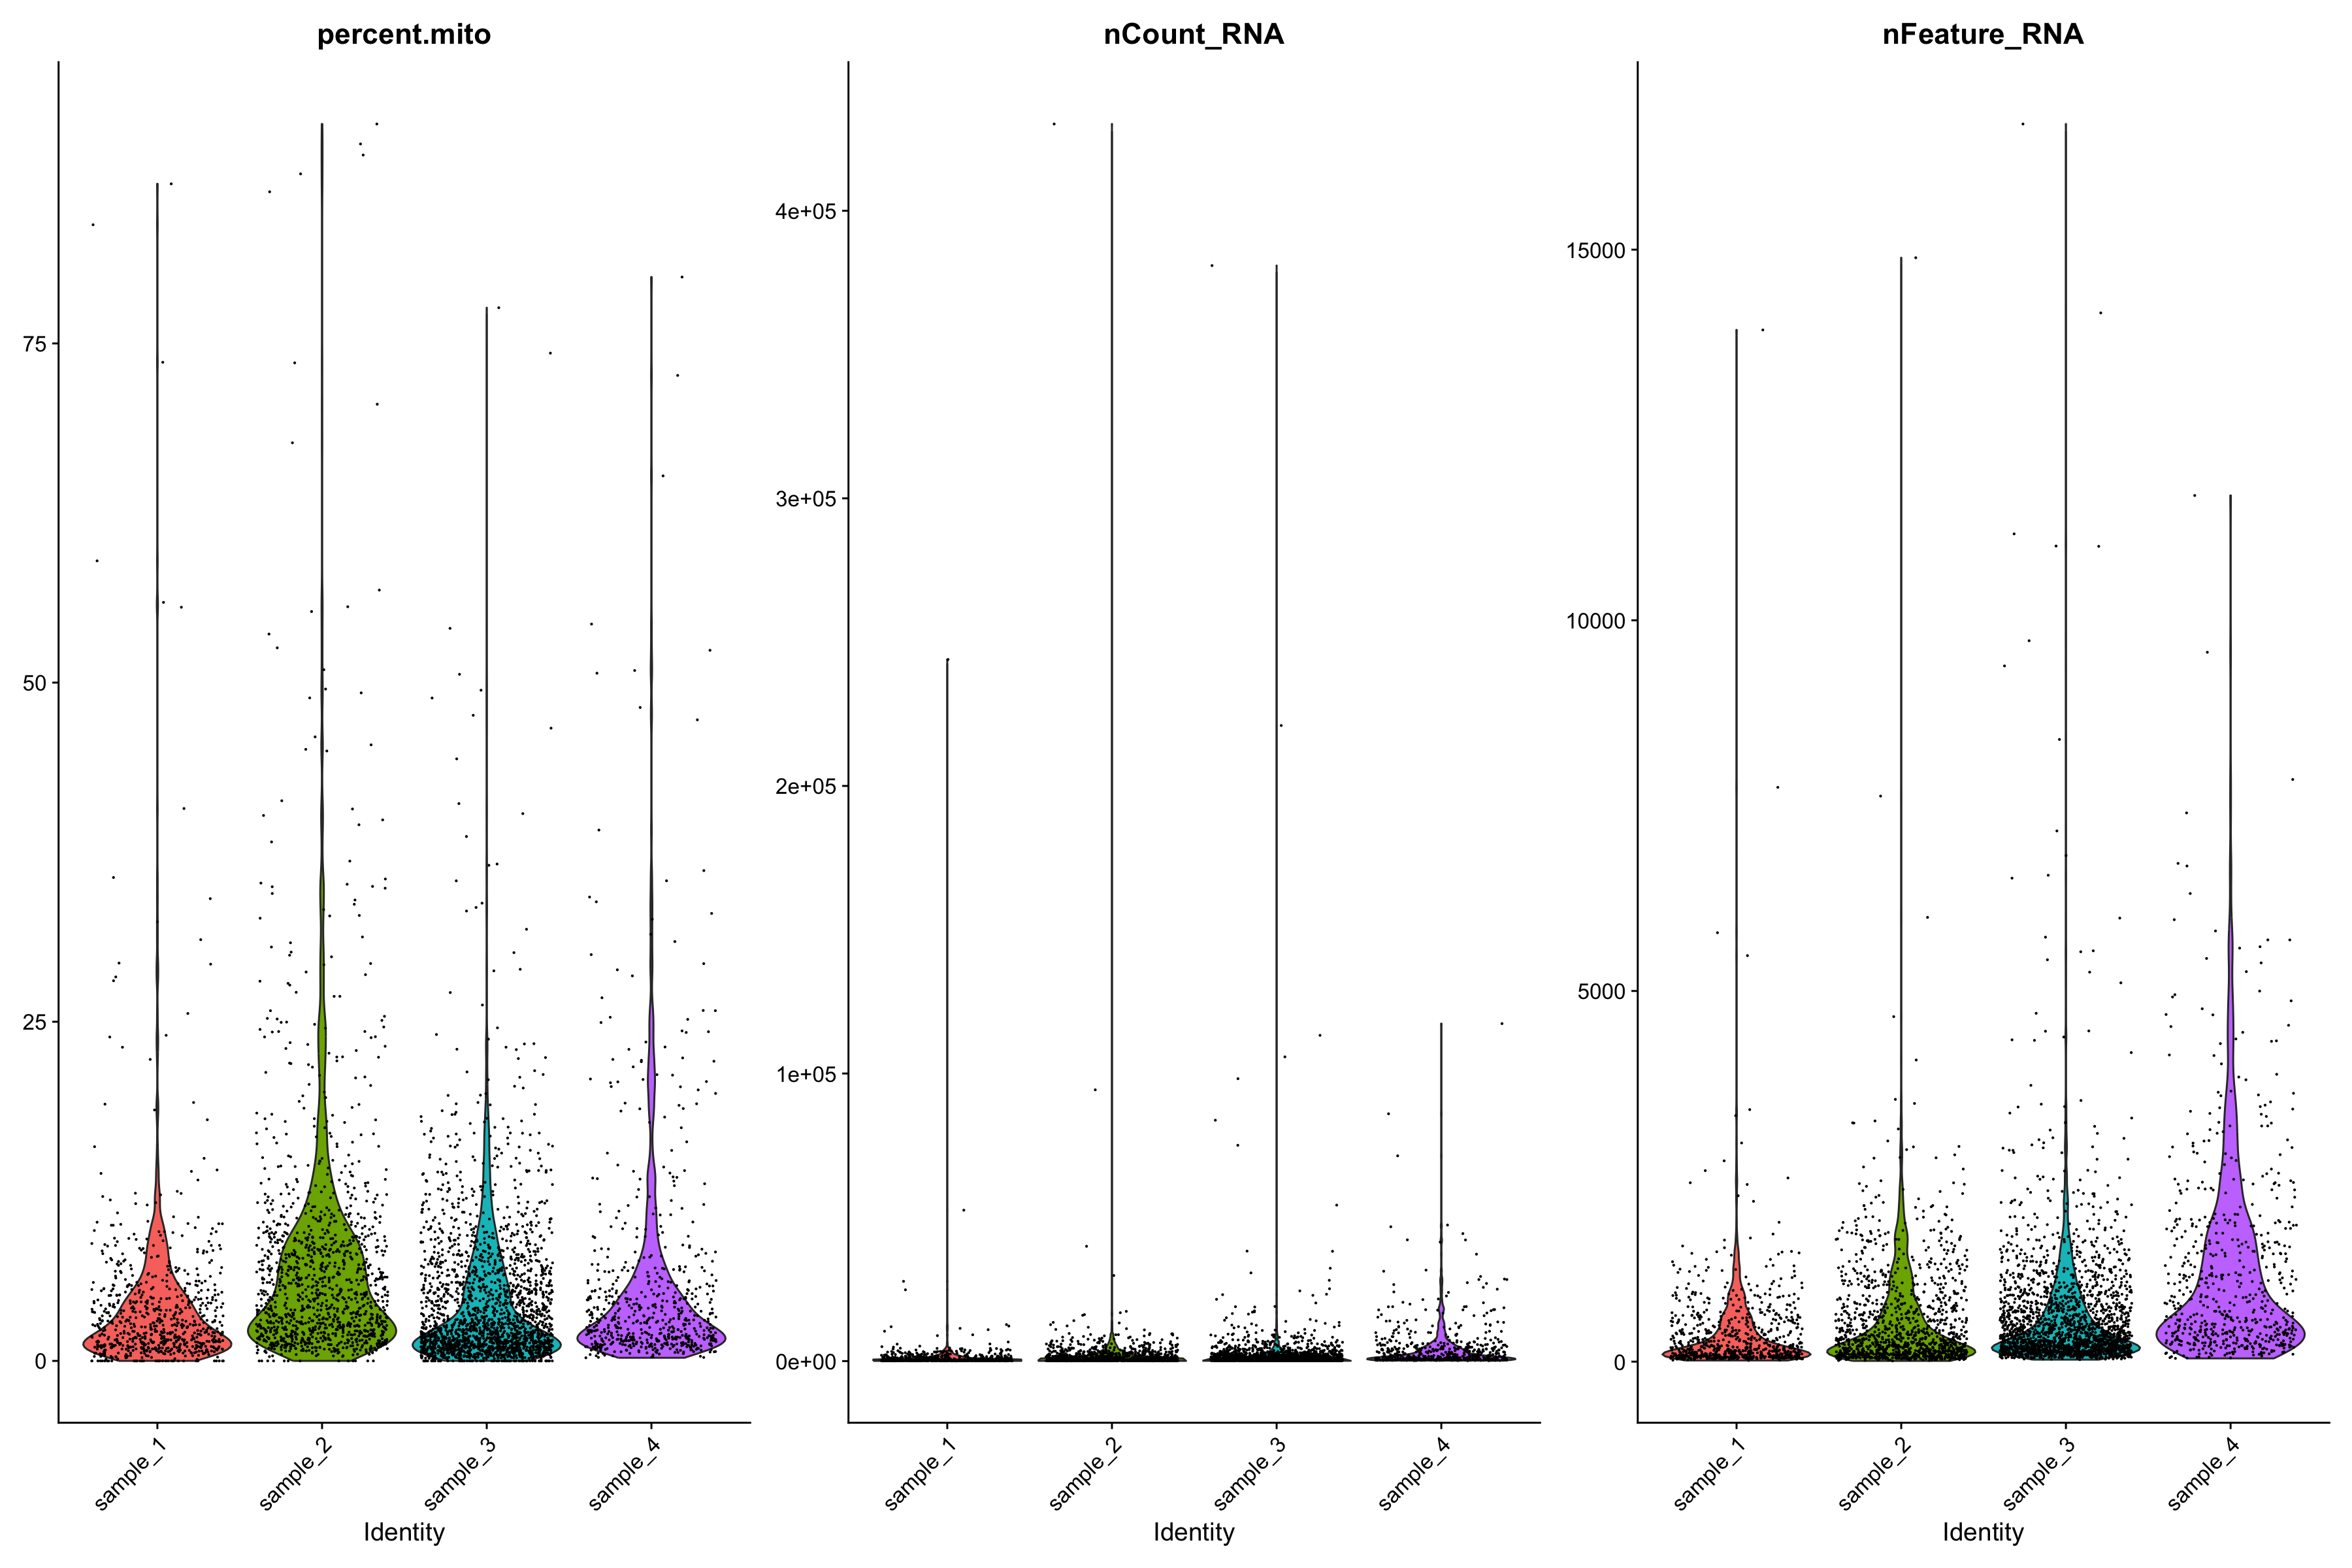 percent.mito
75
50
25
0
sample_1
sample_2
sample_3
sample_4
Identity
nCount_RNA
4e+05
3e+05
2e+05
1e+05
0e+00
sample_1
sample_2
sample_3
sample_4
Identity
nFeature_RNA
15000
10000
5000
0
sample_1
sample_2
sample_3
sample_4
Identity